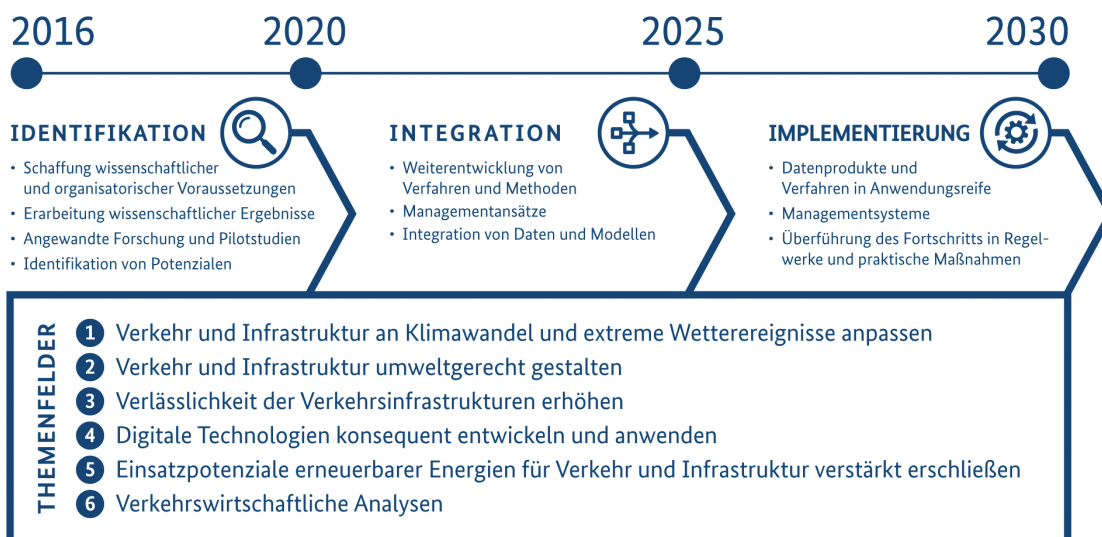 2016 2020 2025 2030
IDENTIFIKATION
• Schaffung wissenschaftlicher
und organisatorischer Voraussetzungen
• Erarbeitung wissenschaftlicher Ergebnisse
• Angewandte Forschung und Pilotstudien
• Identifikation von Potenzialen
INTEGRATION
• Weiterentwicklung von
Verfahren und Methoden
• Managementansätze
• Integration von Daten und Modellen
IMPLEMENTIERUNG
• Datenprodukte und
Verfahren in Anwendungsreife
• Managementsysteme
• Überführung des Fortschritts in Regel-
werke und praktische Maßnahmen
THEMENFELDER
1 Verkehr und Infrastruktur an Klimawandel und extreme Wetterereignisse anpassen
2 Verkehr und Infrastruktur umweltgerecht gestalten
3 Verlässlichkeit der Verkehrsinfrastrukturen erhöhen
4 Digitale Technologien konsequent entwickeln und anwenden
5 Einsatzpotenziale erneuerbarer Energien für Verkehr und Infrastruktur verstärkt erschließen
6 Verkehrswirtschaftliche Analysen